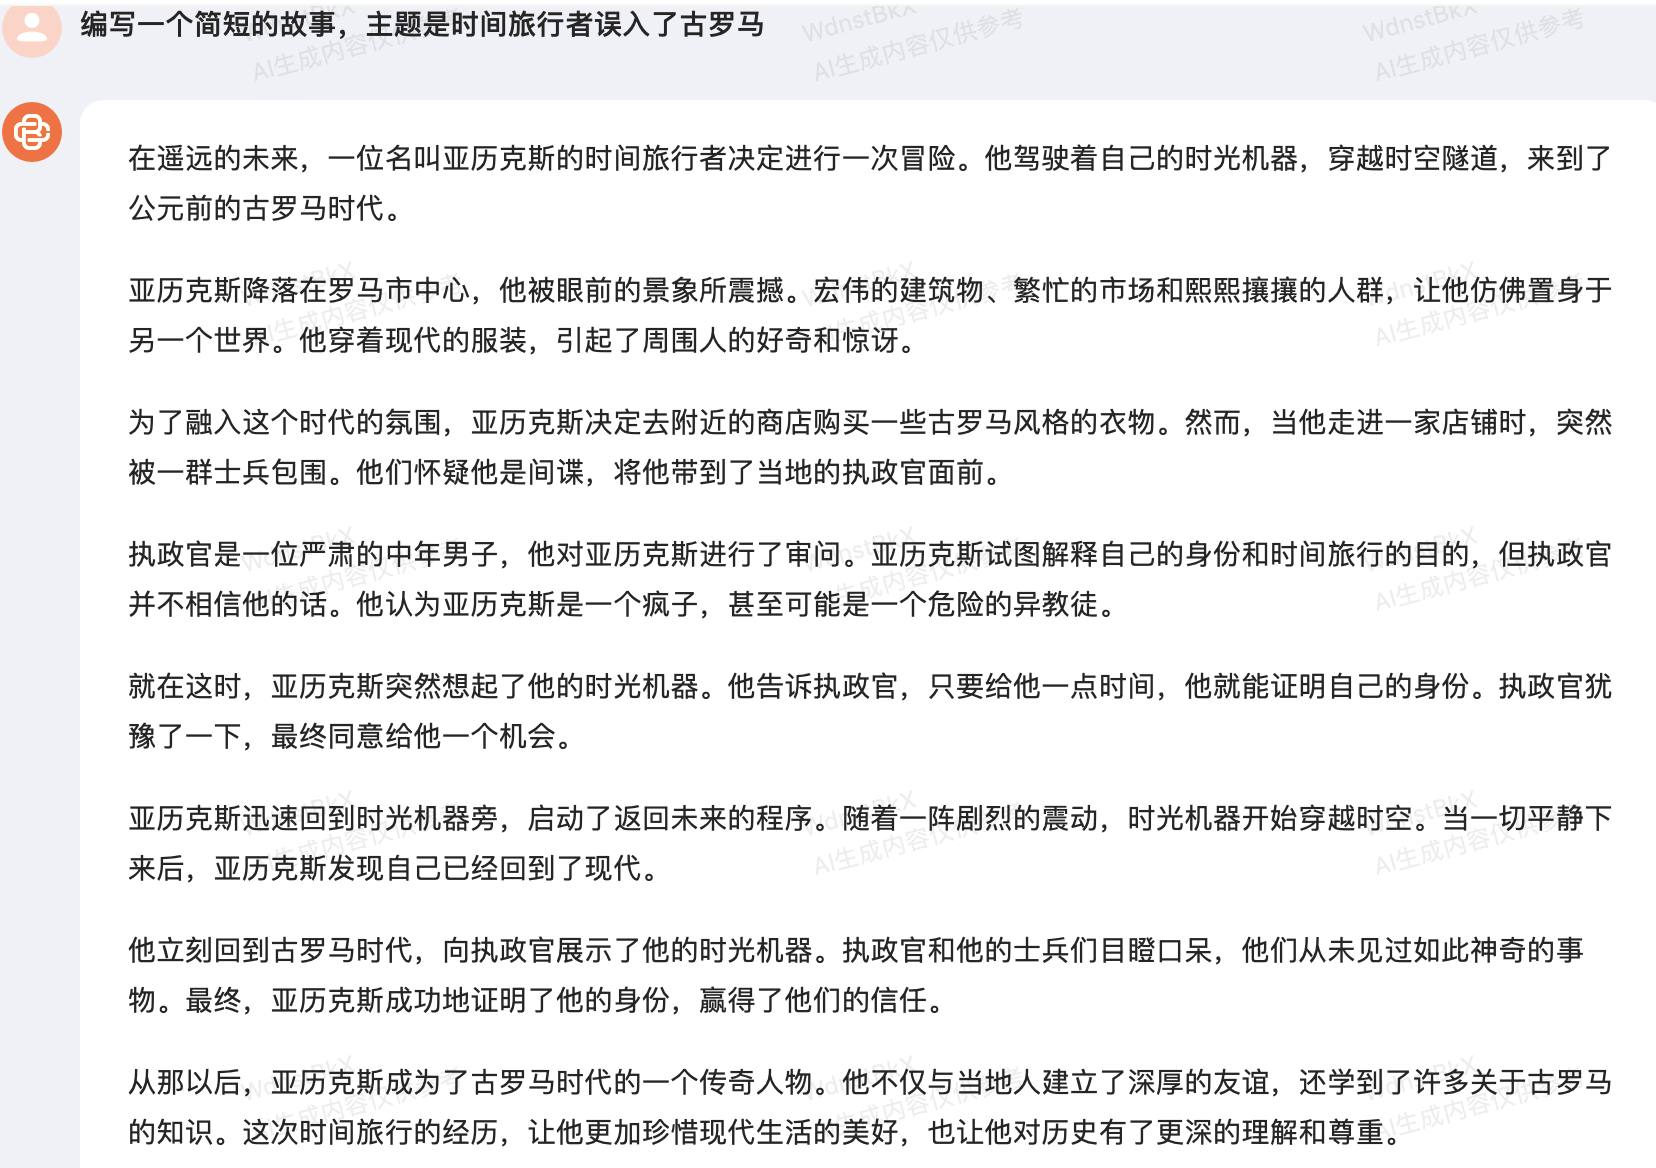 编写一个简短的故事，主题是时间旅行者误入了古罗马
在遥远的未来，一位名叫亚历克斯的时间旅行者决定进行一次冒险。他驾驶着自己的时光机器，穿越时空隧道，来到了
公元前的古罗马时代。
亚历克斯降落在罗马市中心，他被眼前的景象所震撼。宏伟的建筑物、繁忙的市场和熙熙攘攘的人群，让他仿佛置身于
另一个世界。他穿着现代的服装，引起了周围人的好奇和惊讶。
为了融入这个时代的氛围，亚历克斯决定去附近的商店购买一些古罗马风格的衣物。然而，当他走进一家店铺时，突然
被一群士兵包围。他们怀疑他是间谍，将他带到了当地的执政官面前。
执政官是一位严肃的中年男子，他对亚历克斯进行了审问。亚历克斯试图解释自己的身份和时间旅行的目的，但执政官
并不相信他的话。他认为亚历克斯是一个疯子，甚至可能是一个危险的异教徒。
就在这时，亚历克斯突然想起了他的时光机器。他告诉执政官，只要给他一点时间，他就能证明自己的身份。执政官犹
豫了一下，最终同意给他一个机会。
亚历克斯迅速回到时光机器旁，启动了返回未来的程序。随着一阵剧烈的震动，时光机器开始穿越时空。当一切平静下
来后，亚历克斯发现自己已经回到了现代。
他立刻回到古罗马时代，向执政官展示了他的时光机器。执政官和他的士兵们目瞪口呆，他们从未见过如此神奇的事
物。最终，亚历克斯成功地证明了他的身份，赢得了他们的信任。
从那以后，亚历克斯成为了古罗马时代的一个传奇人物。他不仅与当地人建立了深厚的友谊，还学到了许多关于古罗马
的知识。这次时间旅行的经历，让他更加珍惜现代生活的美好，也让他对历史有了更深的理解和尊重。
WdnstBkX
AI生成内容仅供参考